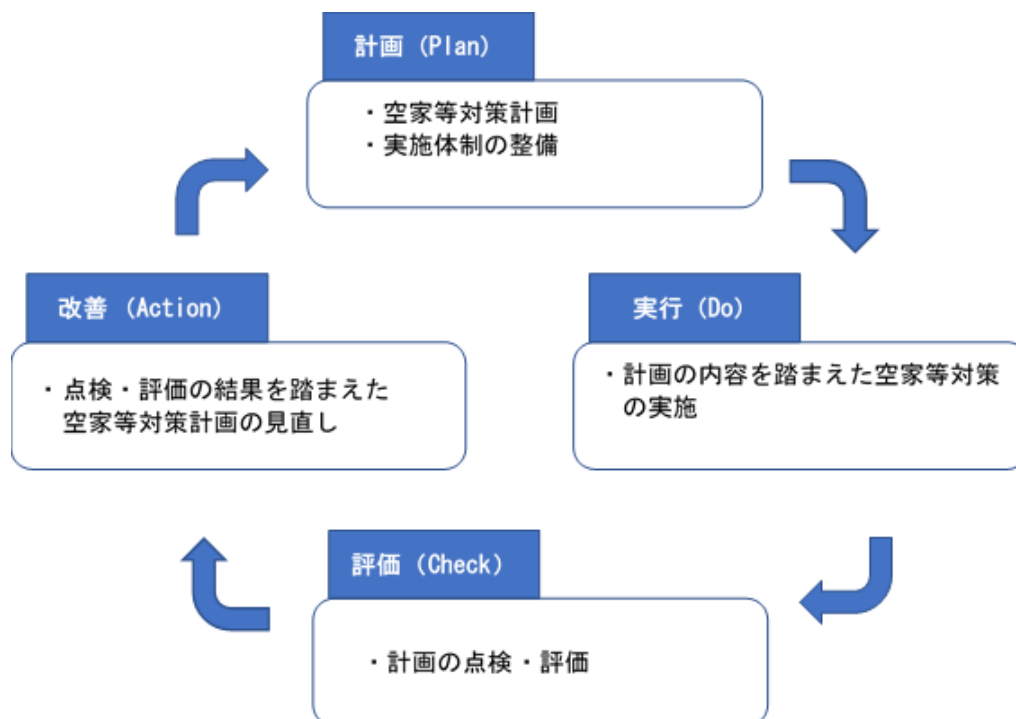 計画（Plan）
・空家等対策計画
・実施体制の整備
実行（Do）
・計画の内容を踏まえた空家等対策
の実施
評価（Check）
・計画の点検・評価
改善（Action）
・点検・評価の結果を踏まえた
空家等対策計画の見直し